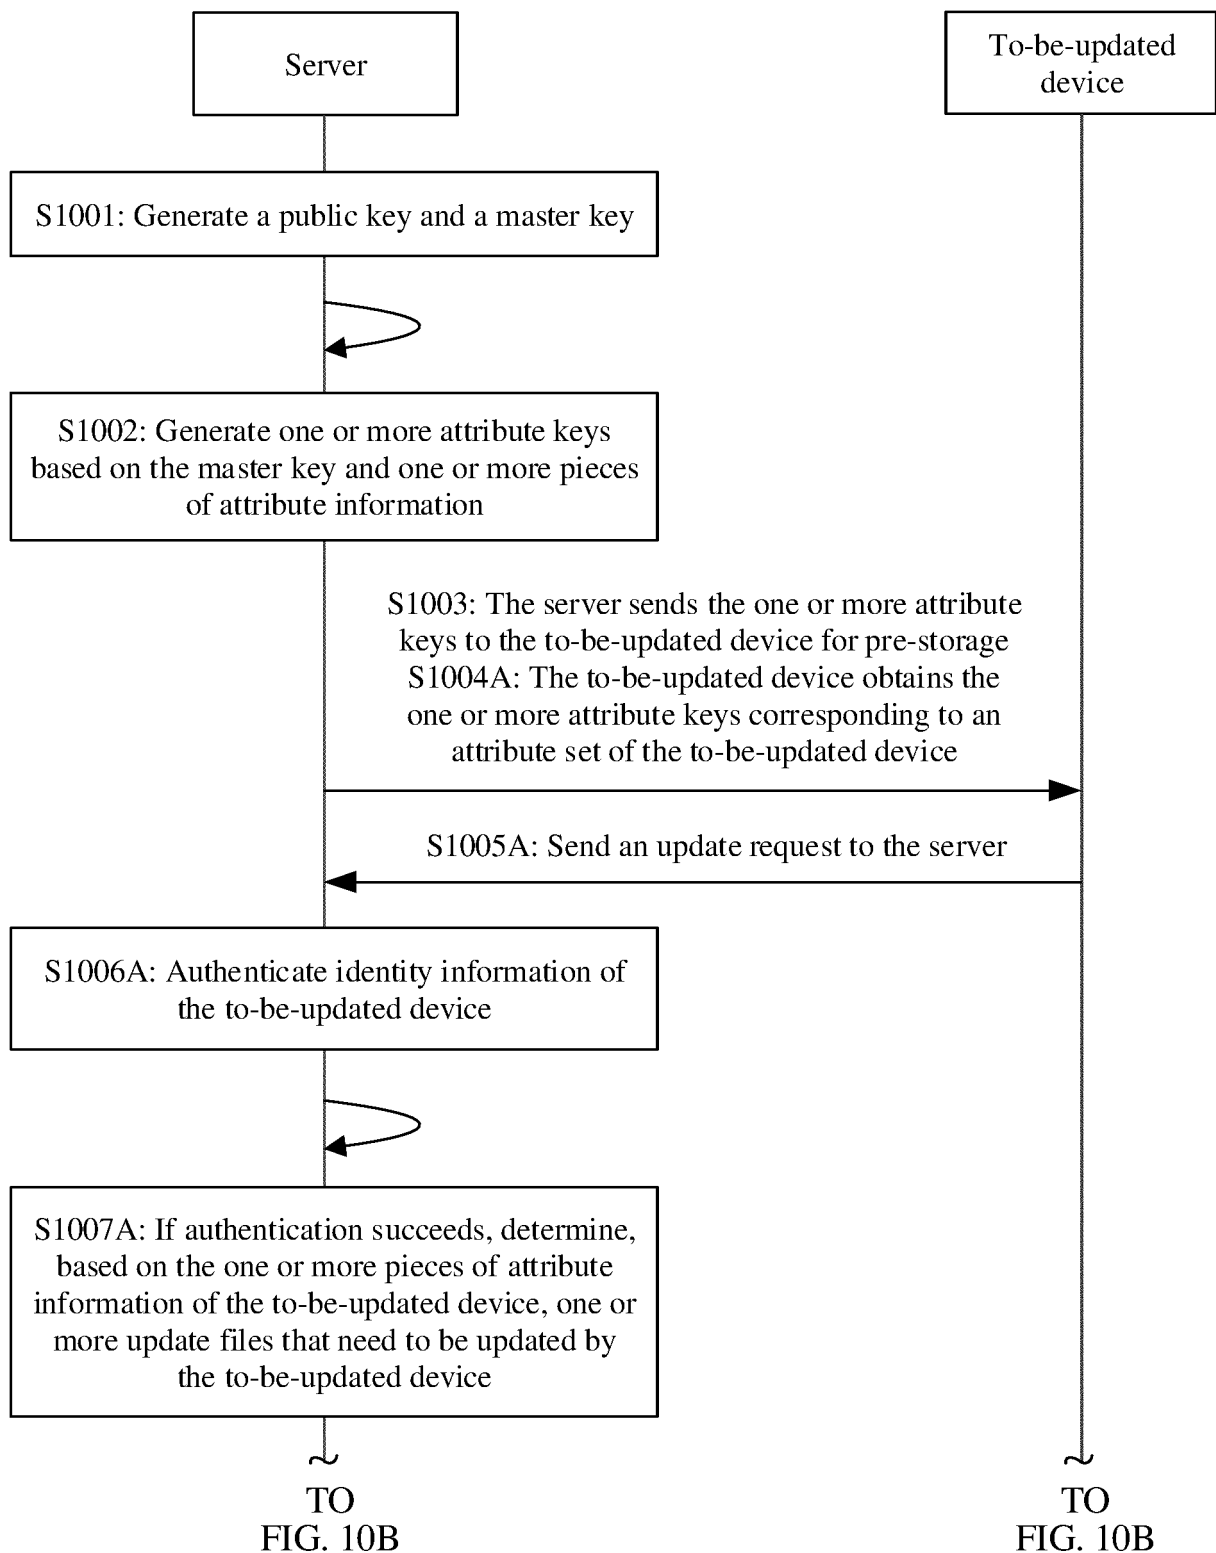 Server
To-be-updated
device
S1001: Generate a public key and a master key
S1002: Generate one or more attribute keys
based on the master key and one or more pieces
of attribute information
S1003: The server sends the one or more attribute
keys to the to-be-updated device for pre-storage
S1004A: The to-be-updated device obtains the
one or more attribute keys corresponding to an
attribute set of the to-be-updated device
S1005A: Send an update request to the server
S1006A: Authenticate identity information of
the to-be-updated device
S1007A: If authentication succeeds, determine,
based on the one or more pieces of attribute
information of the to-be-updated device, one or
more update files that need to be updated by
the to-be-updated device
TO
FIG. 10B
TO
FIG. 10B